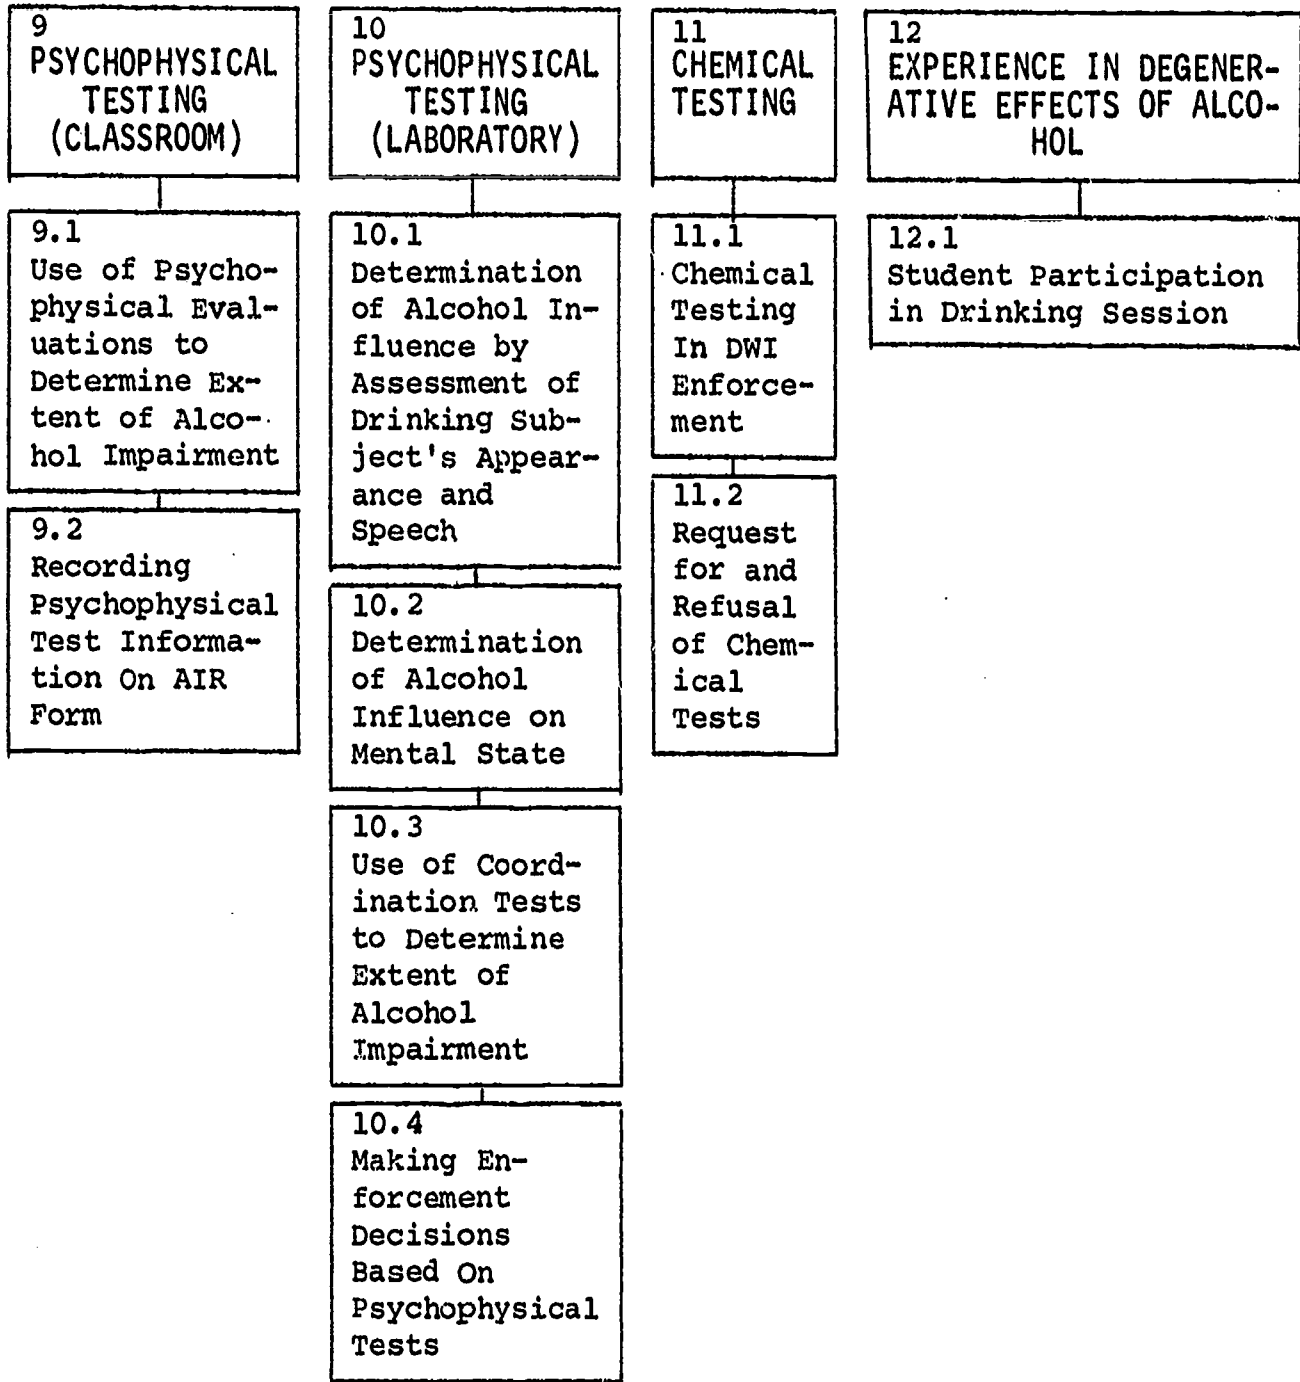 9
PSYCHOPHYSICAL
TESTING
(CLASSROOM)
9.1
Use of Psycho-
physical Eval-
uations to
Determine Ex-
tent of Alco-
hol Impairment
9.2
Recording
Psychophysical
Test Informa-
tion On AIR
Form
10
PSYCHOPHYSICAL
TESTING
(LABORATORY)
10.1
Determination
of Alcohol In-
fluence by
Assessment of
Drinking Sub-
ject's Appear-
ance and
Speech
10.2
Determination
of Alcohol
Influence on
Mental State
10.3
Use of Coord-
ination Tests
to Determine
Extent of
Alcohol
Impairment
10.4
Making En-
forcement
Decisions
Based On
Psychophysical
Tests
11
CHEMICAL
TESTING
11.1
Chemical
Testing
In DWI
Enforce-
ment
11.2
Request
for and
Refusal
of Chem-
ical
Tests
12
EXPERIENCE IN DEGENER-
ATIVE EFFECTS OF ALCO-
HOL
12.1
Student Participation
in Drinking Session